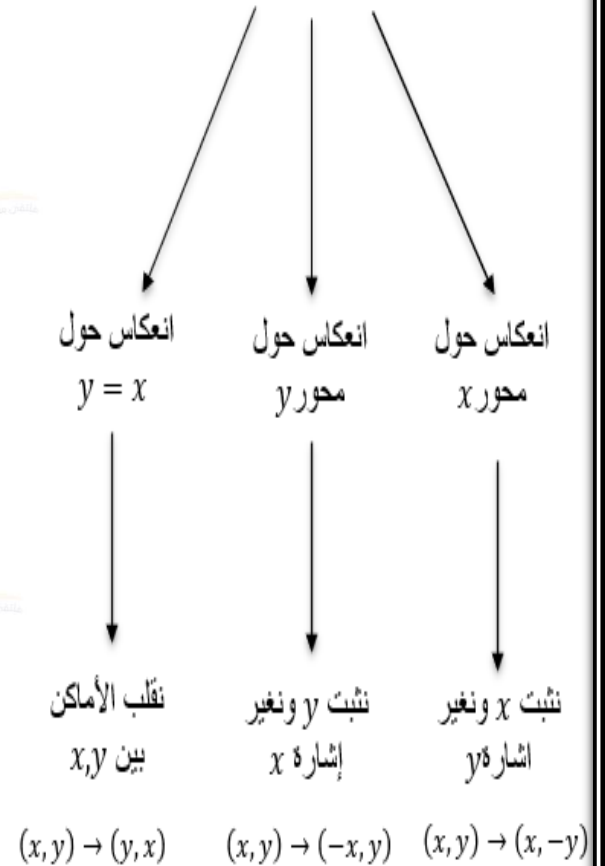 انعكاس حول
محور x
نثبت x ونغير
اشارة y
(x, y) → (x, −y)
انعكاس حول
محور y
نثبت y ونغير
إشارة x
(x, y) → (−x, y)
انعكاس حول
y = x
نقلب الأماكن
بين x,y
(x, y) → (y, x)